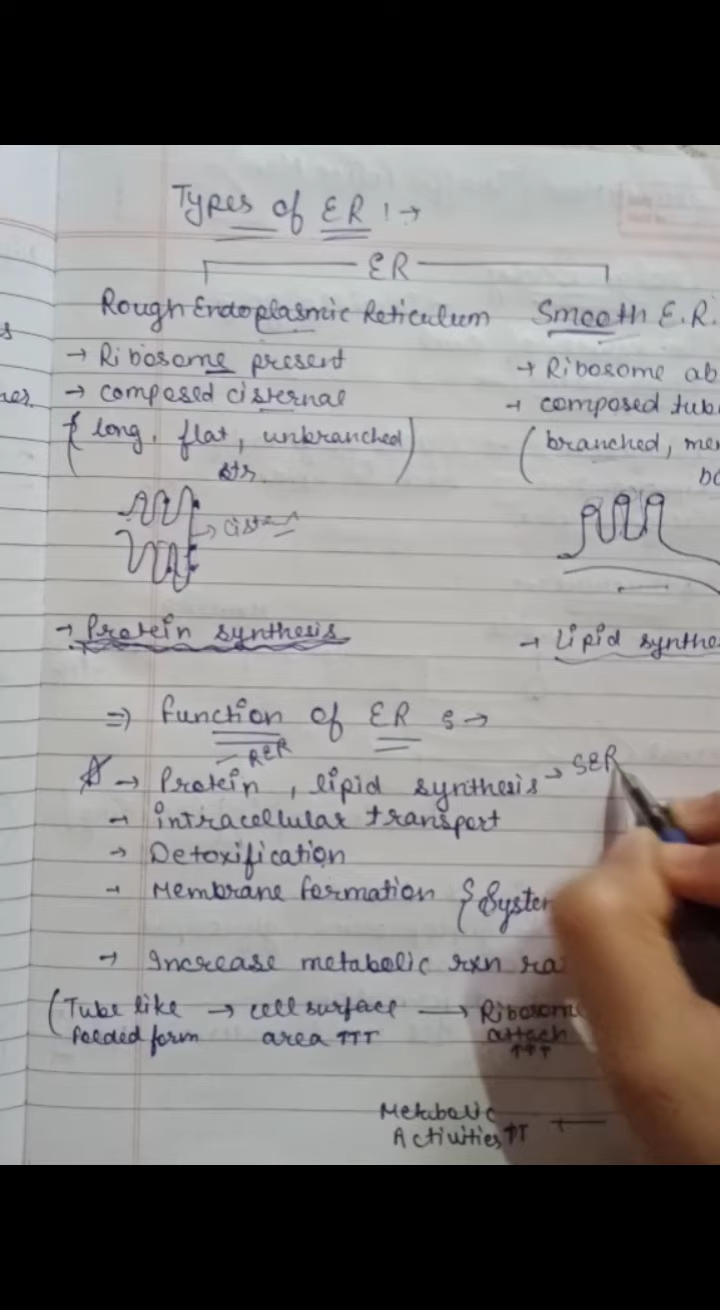 Types of ER :→
ER
Rough Endoplasmic Reticulum
→ Ribosome present
→ composed cisternal
( long, flat, unbranched )
str.
→ Protein synthesis
Smooth E.R.
→ Ribosome ab
→ composed tub
( branched,
→ Lipid synthe
⇒ function of ER :→
RER
→ Protein, lipid synthesis → SER
→ intracellular transport
→ Detoxification
→ Membrane formation { System
→ Increase metabolic rxn ra
( Tube like → cell surface → Ribosome
folded form area ↑↑↑ attach
↑↑↑
Metabolic ←
Activities ↑↑